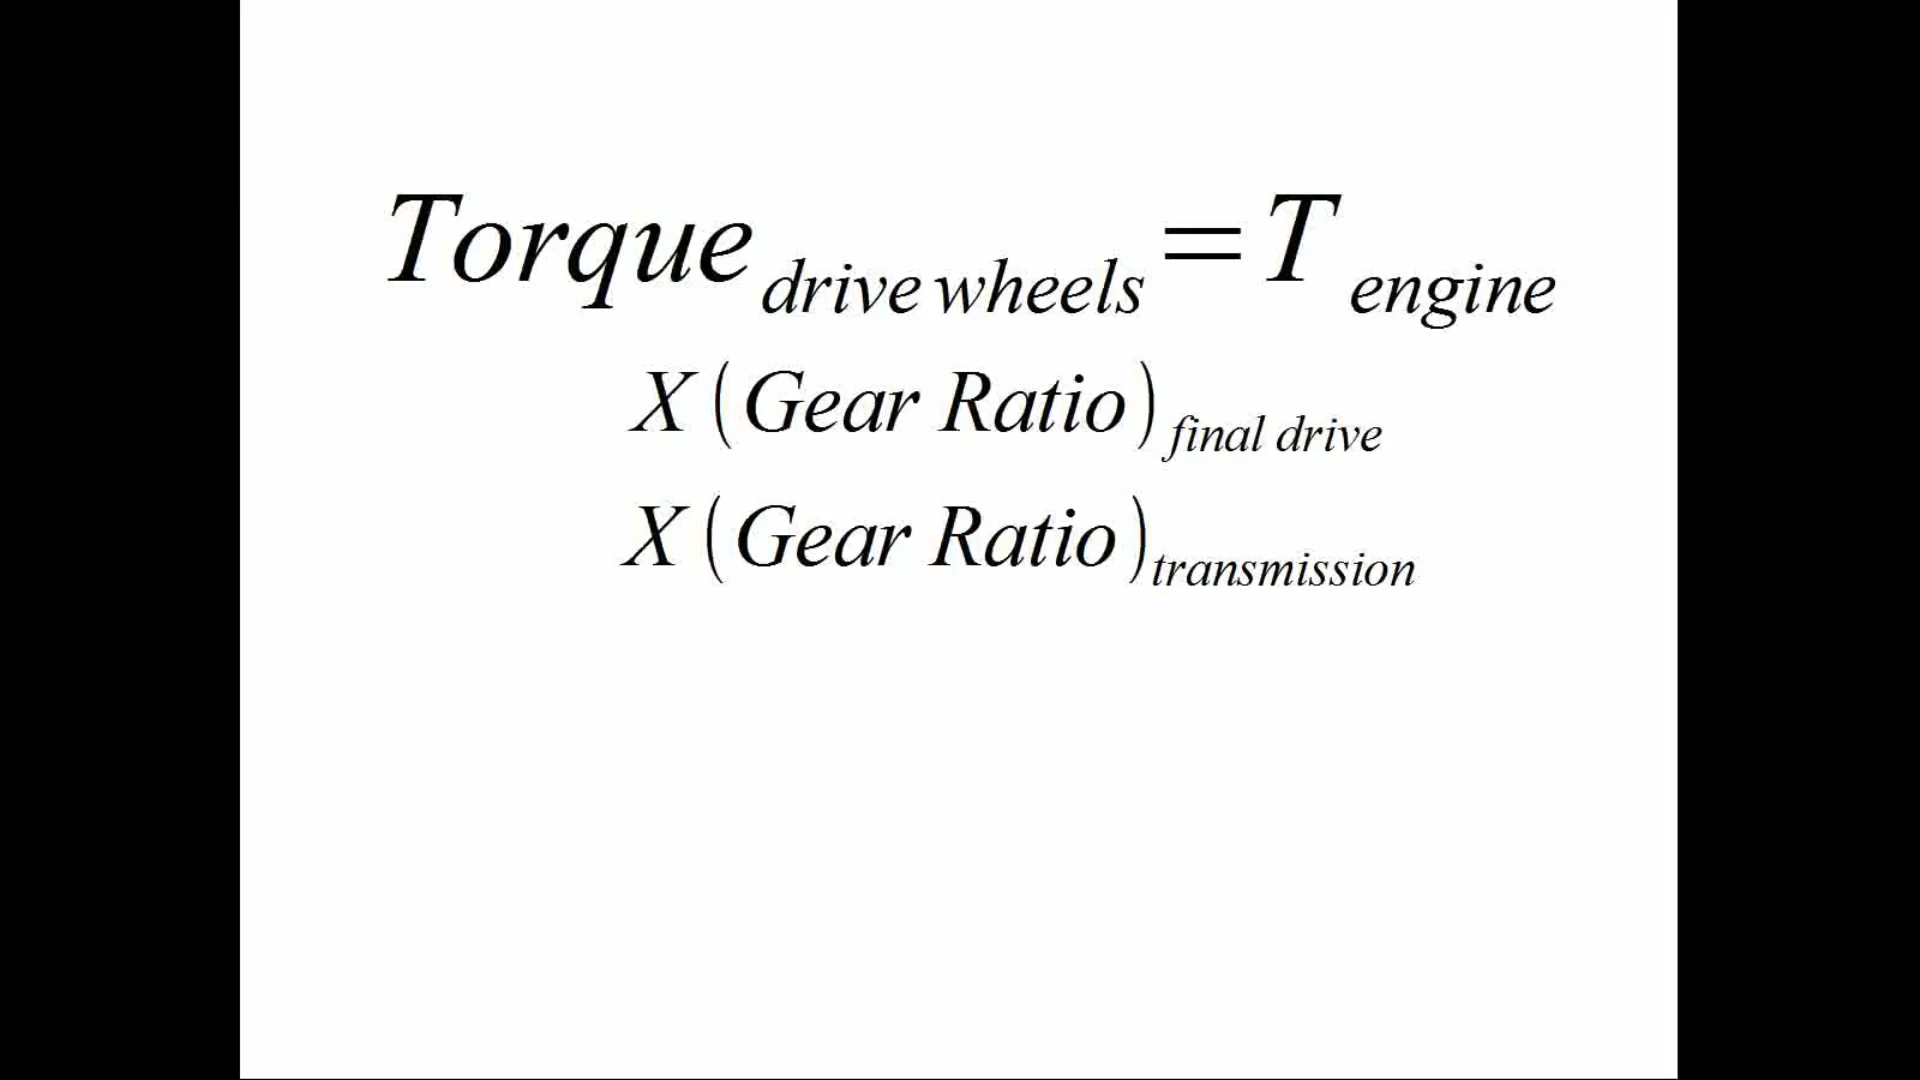 Torque drive wheels = T engine
X (Gear Ratio) final drive
X (Gear Ratio) transmission